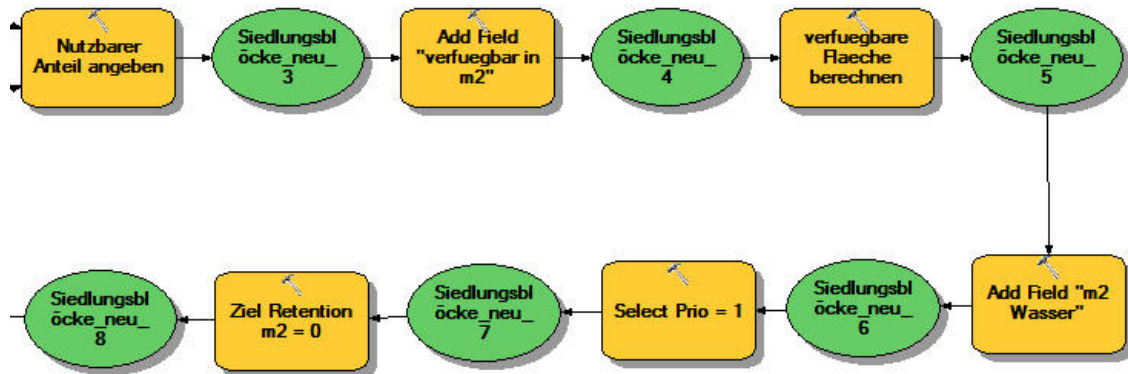 Nutzbarer
Anteil angeben
Siedlungsbl
öcke_neu_
3
Add Field
"verfuegbar in
m2"
Siedlungsbl
öcke_neu_
4
verfuegbare
Flaeche
berechnen
Siedlungsbl
öcke_neu_
5
Add Field "m2
Wasser"
Siedlungsbl
öcke_neu_
6
Select Prio = 1
Siedlungsbl
öcke_neu_
7
Ziel Retention
m2 = 0
Siedlungsbl
öcke_neu_
8